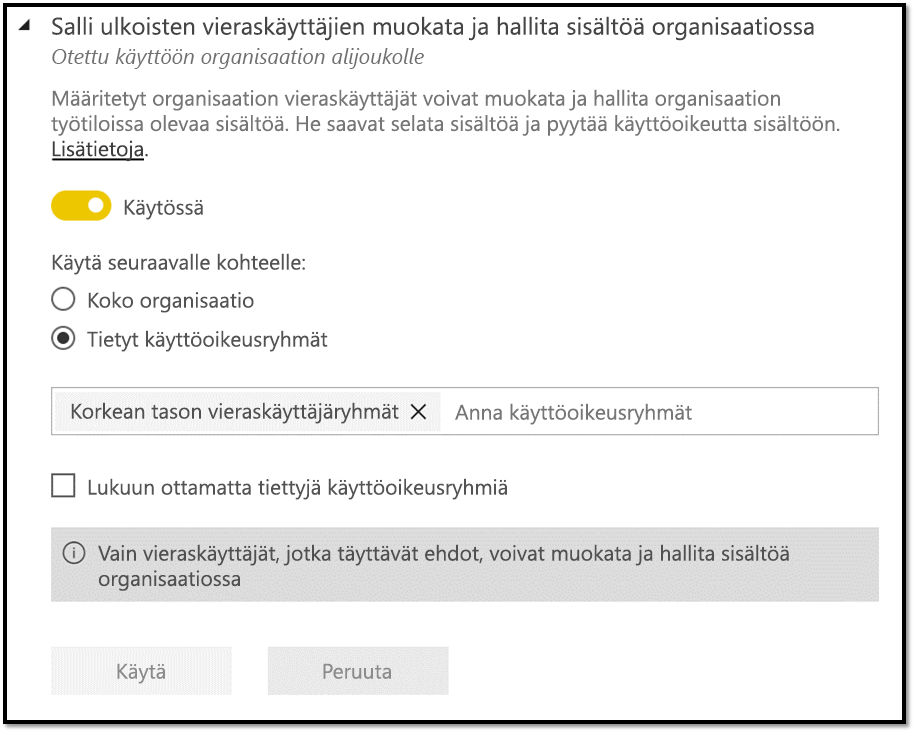 Salli ulkoisten vieraskäyttäjien muokata ja hallita sisältöä organisaatiossa
Otettu käyttöön organisaation alijoukolle
Määritetyt organisaation vieraskäyttäjät voivat muokata ja hallita organisaation
työtiloissa olevaa sisältöä. He saavat selata sisältöä ja pyytää käyttöoikeutta sisältöön.
Lisätietoja.
Käytössä
Käytä seuraavalle kohteelle:
Koko organisaatio
Tietyt käyttöoikeusryhmät
Korkean tason vieraskäyttäjäryhmät Anna käyttöoikeusryhmät
Lukuun ottamatta tiettyjä käyttöoikeusryhmiä
Vain vieraskäyttäjät, jotka täyttävät ehdot, voivat muokata ja hallita sisältöä
organisaatiossa
Käytä Peruuta